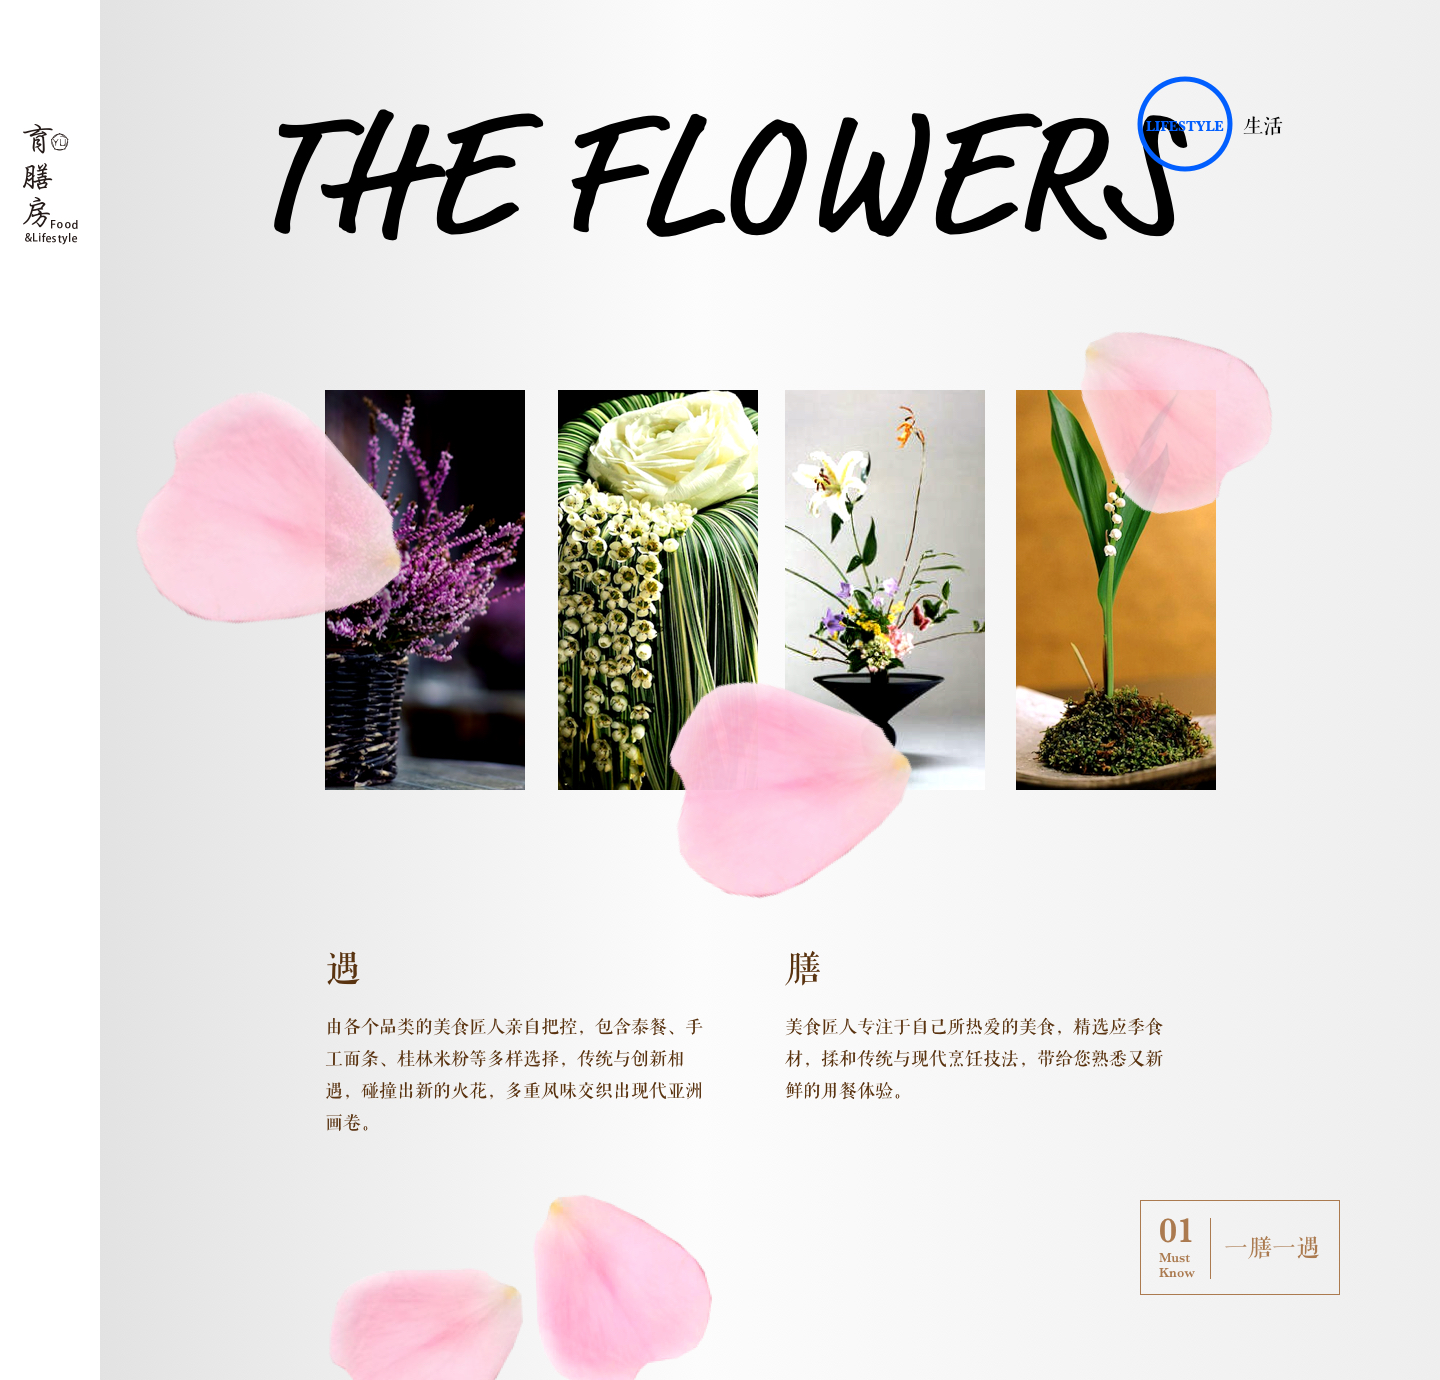 育
YU
膳
房Food
&Lifestyle
THE FLOWERS
LIFESTYLE
生活
遇
由各个品类的美食匠人亲自把控，包含泰餐、手
工面条、桂林米粉等多样选择，传统与创新相
遇，碰撞出新的火花，多重风味交织出现代亚洲
画卷。
膳
美食匠人专注于自己所热爱的美食，精选应季食
材，揉和传统与现代烹饪技法，带给您熟悉又新
鲜的用餐体验。
01
Must
Know
一膳一遇